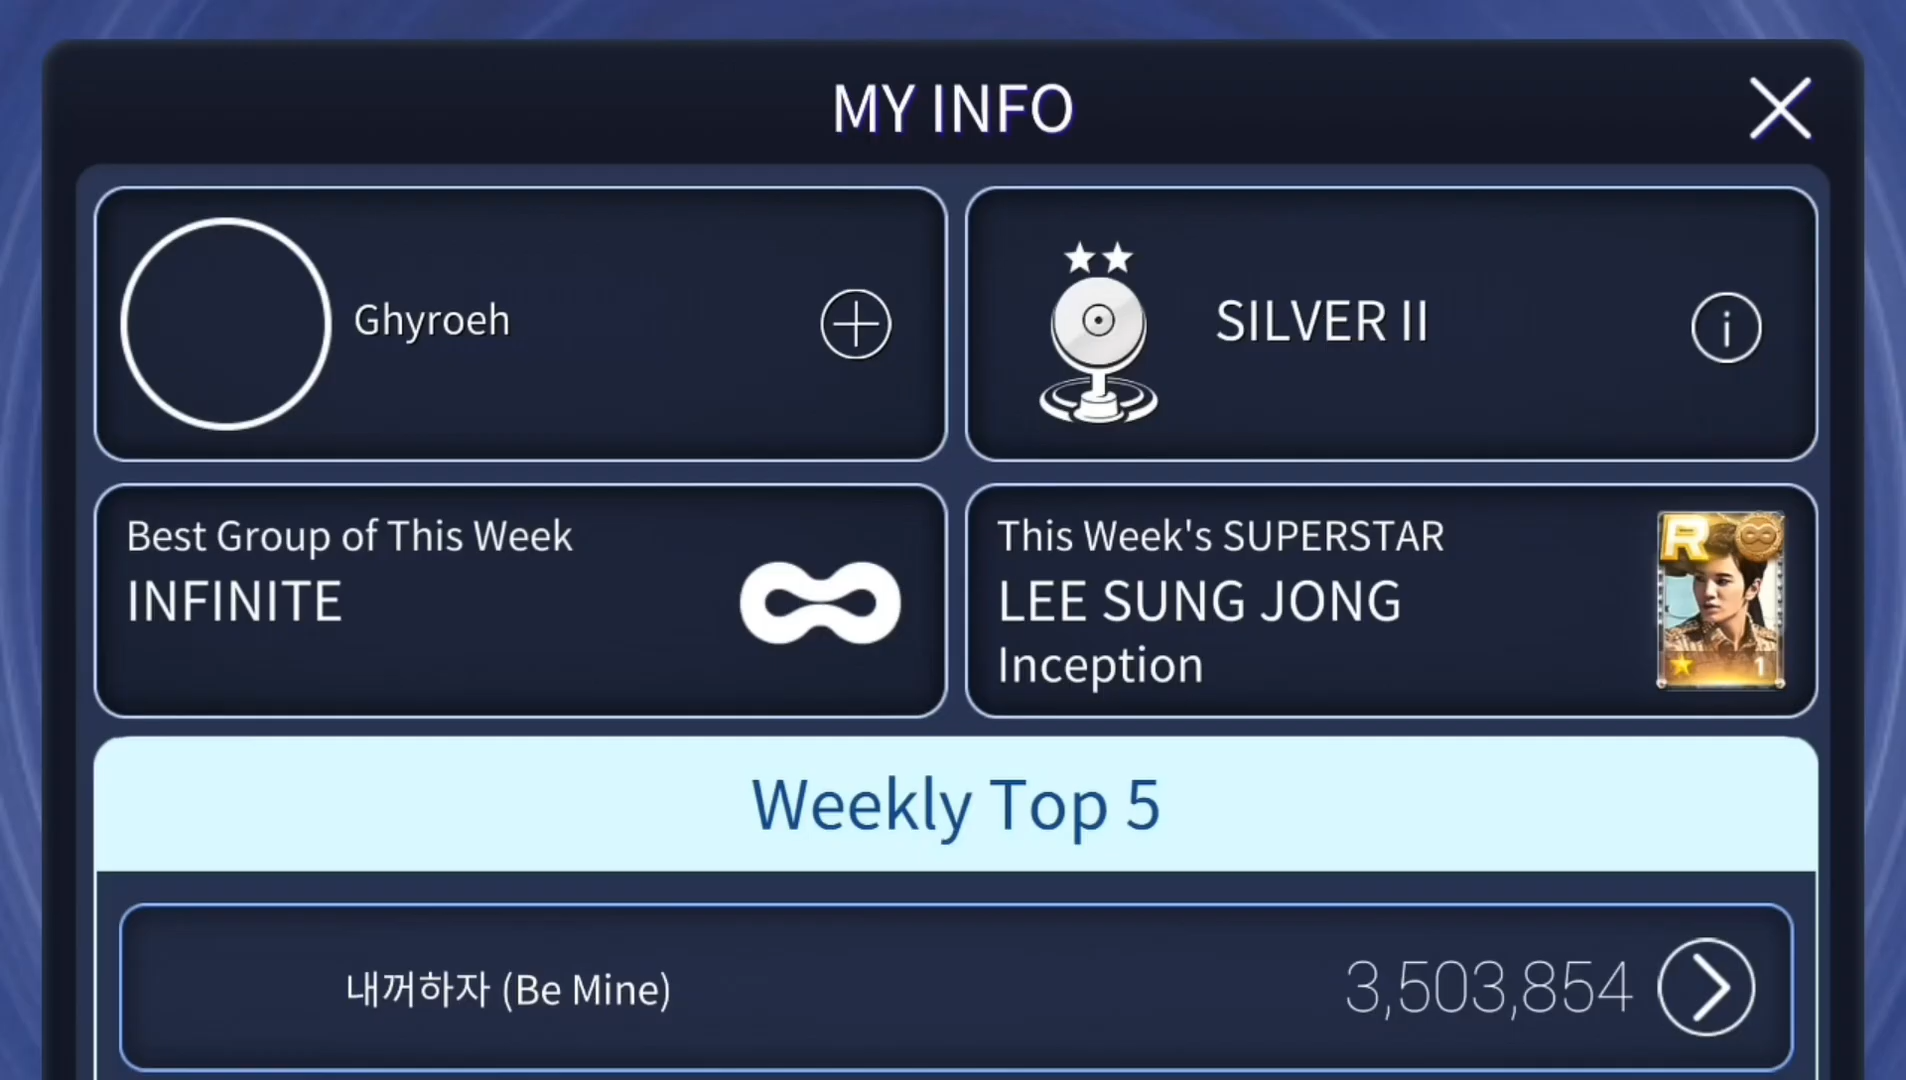 MY INFO
Ghyroeh
SILVER II
Best Group of This Week
INFINITE
This Week's SUPERSTAR
LEE SUNG JONG
Inception
R
1
Weekly Top 5
내꺼하자 (Be Mine)
3,503,854